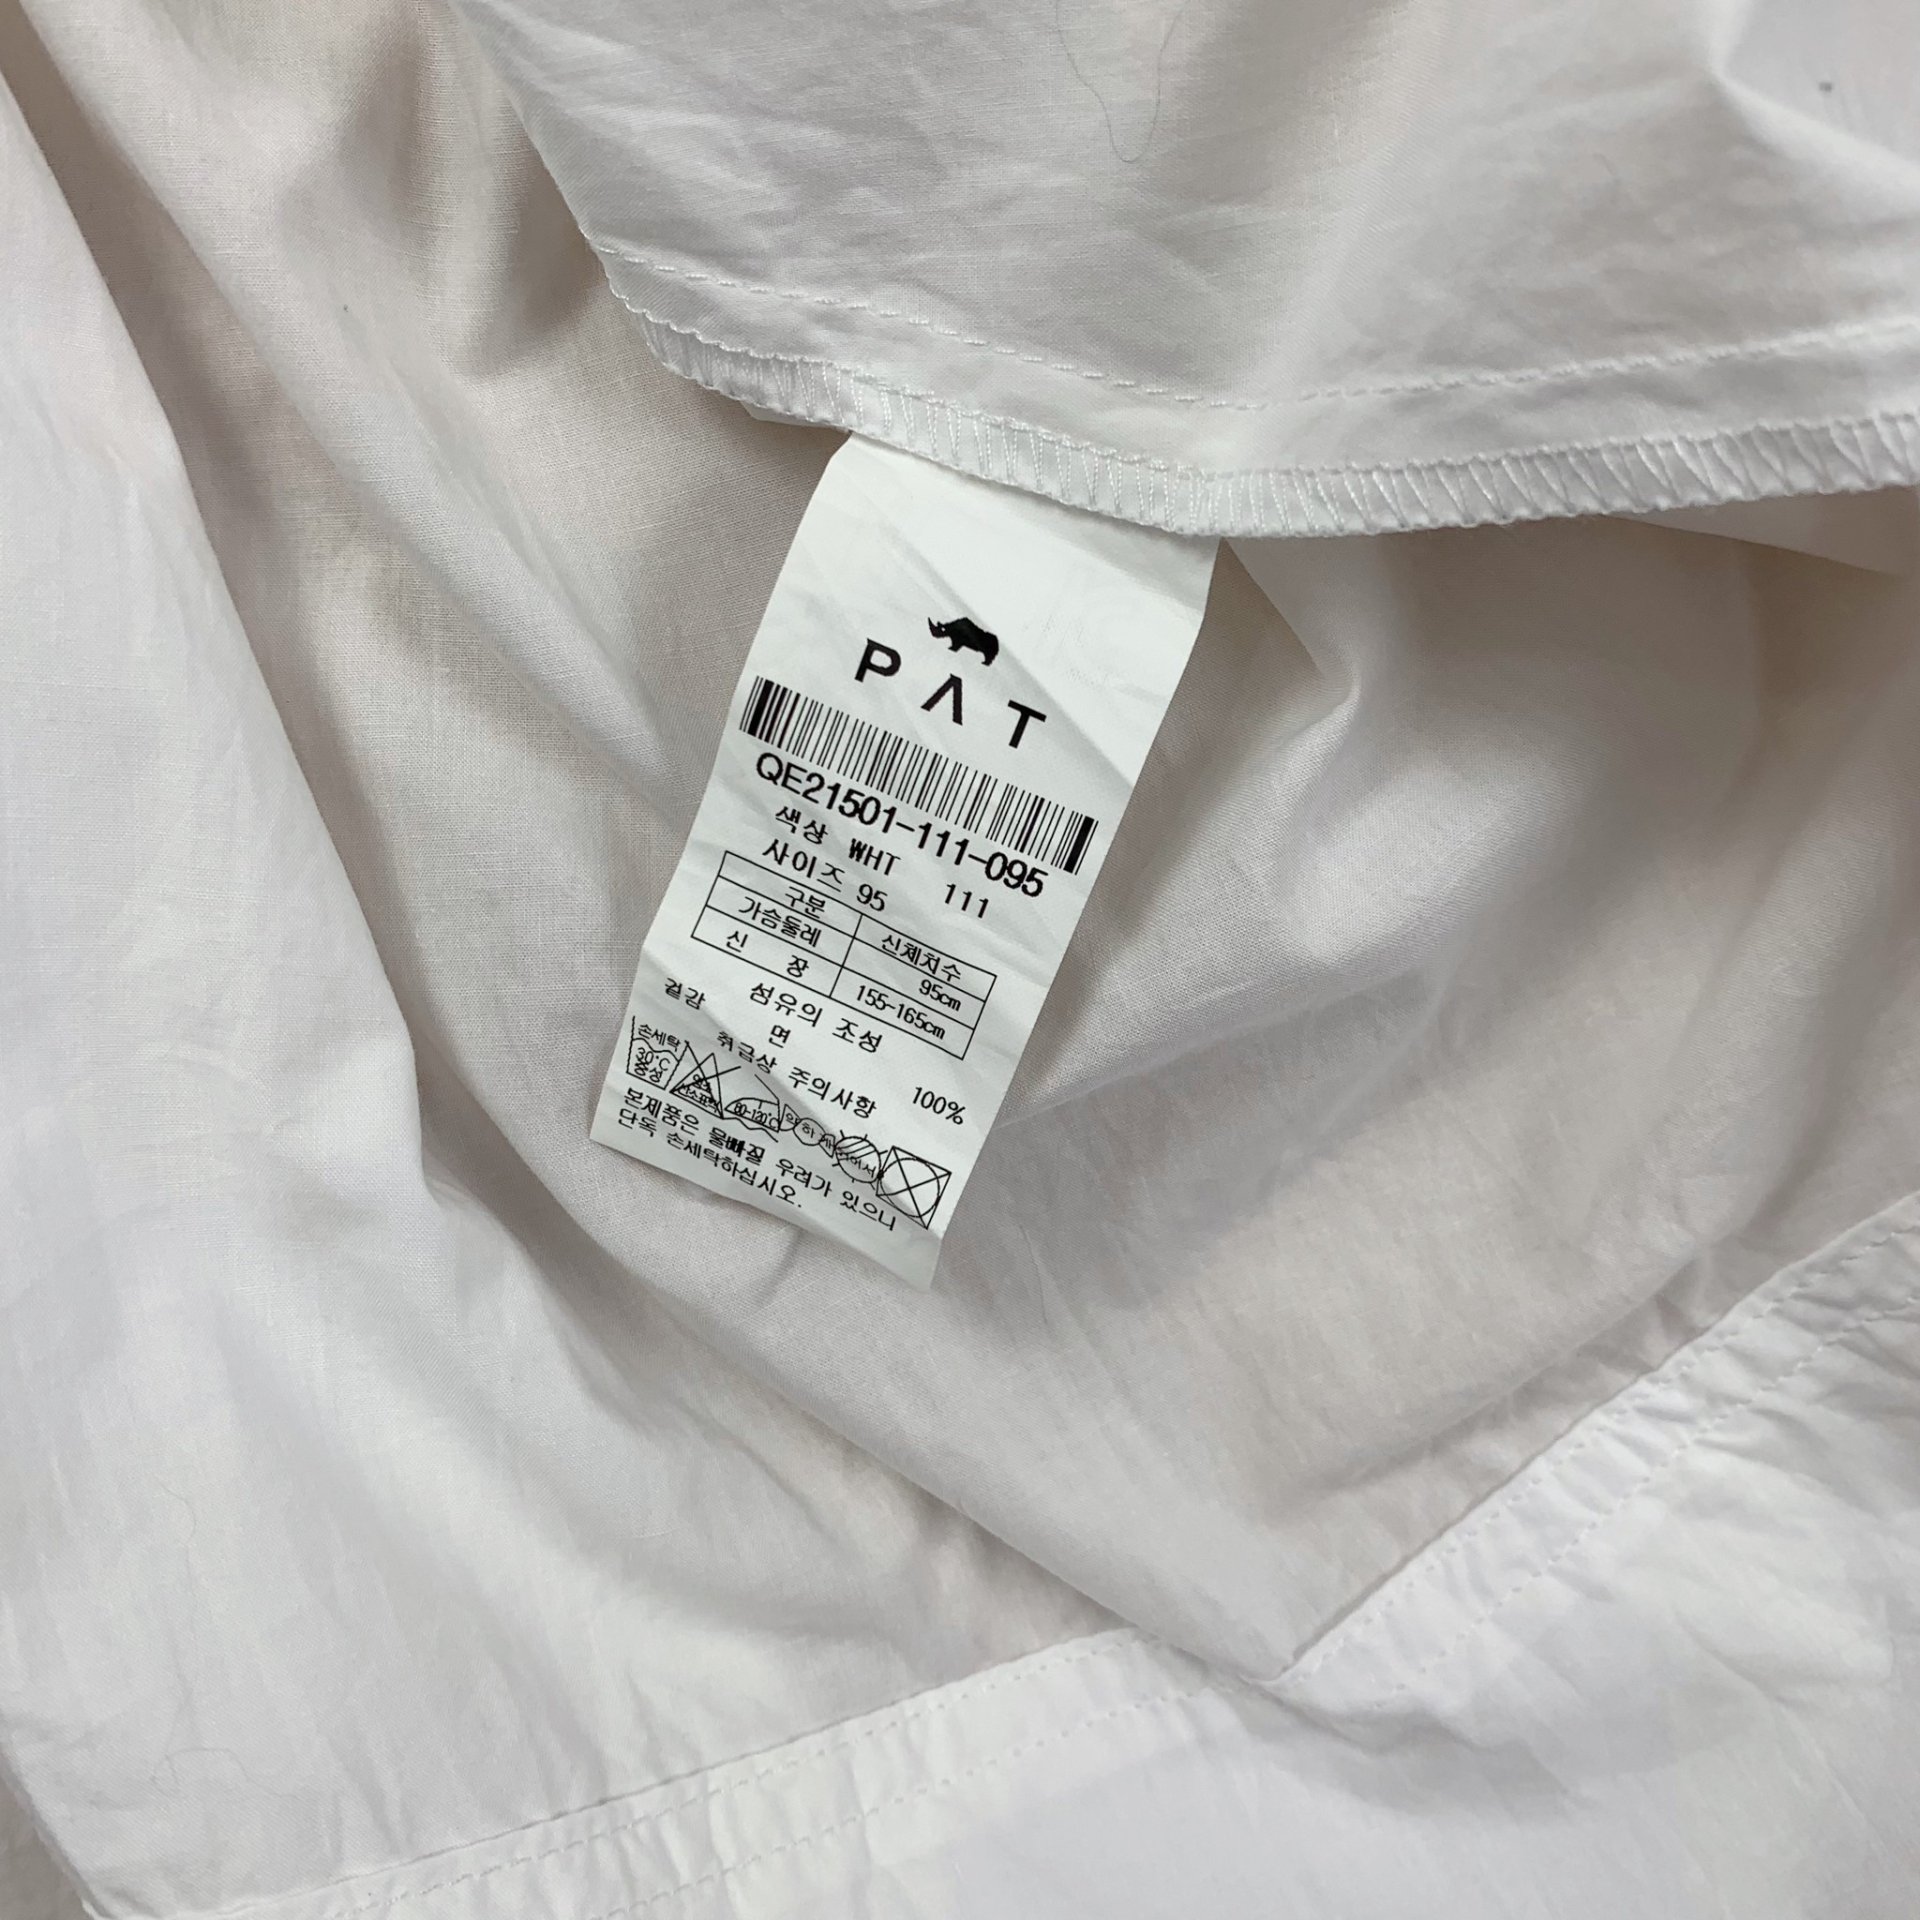 PΛT
QE21501-111-095
색상 WHT 111
사이즈 95
구분 신체치수
가슴둘레 95cm
신 장 155-165cm
섬유의 조성
겉감 면 100%
취급상 주의사항
손세탁
30°C
중성
80-120°C
본제품은 물빠짐 우려가 있으니
단독 손세탁하십시오.